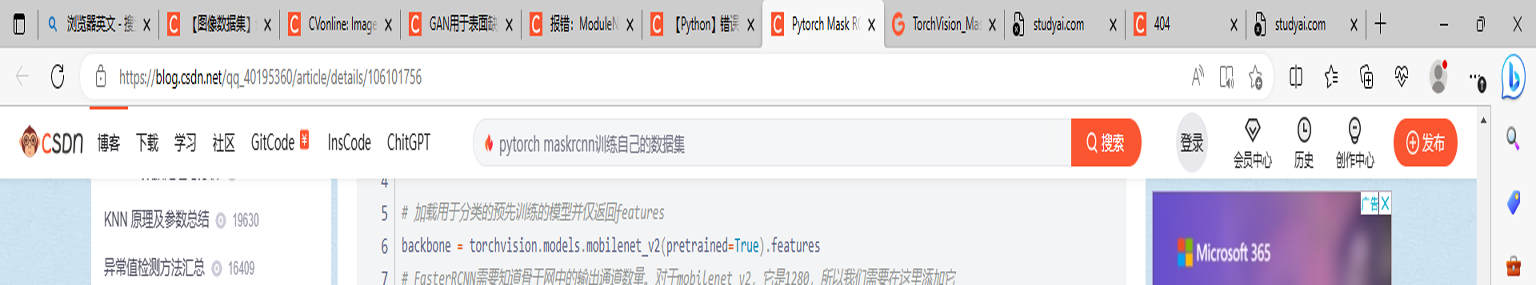 浏览器英文 - 搜 【图像数据集】 CVonline: Image GAN用于表面缺 报错：ModuleN 【Python】错误 Pytorch Mask RC TorchVision_Mas studyai.com 404 studyai.com
https://blog.csdn.net/qq_40195360/article/details/106101756
CSDN 博客 下载 学习 社区 GitCode InsCode ChitGPT pytorch maskrcnn训练自己的数据集 搜索 登录 会员中心 历史 创作中心 发布
4
KNN 原理及参数总结 19630
异常值检测方法汇总 16409
5 # 加载用于分类的预先训练的模型并仅返回features
6 backbone = torchvision.models.mobilenet_v2(pretrained=True).features
7 # FasterRCNN需要知道骨干网中的输出通道数量。对于mobilenet_v2，它是1280，所以我们需要在这里添加它
广告
Microsoft 365